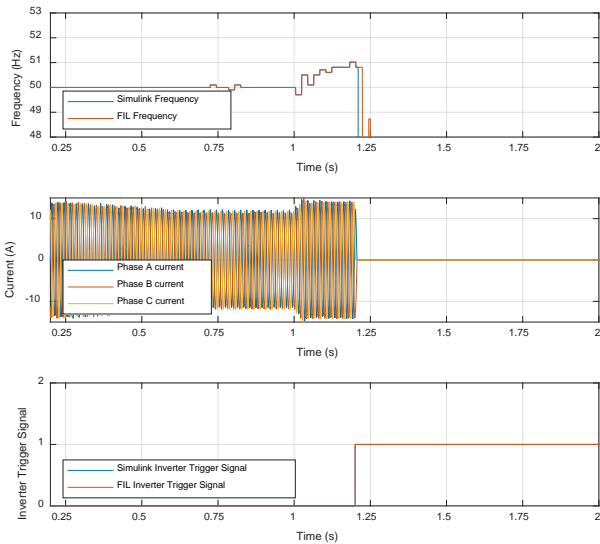 53
52
51
50
49
48
Frequency (Hz)
Simulink Frequency
FIL Frequency
0.25 0.5 0.75 1 1.25 1.5 1.75 2
Time (s)
10
0
-10
Current (A)
Phase A current
Phase B current
Phase C current
0.25 0.5 0.75 1 1.25 1.5 1.75 2
Time (s)
2
1
0
Inverter Trigger Signal
Simulink Inverter Trigger Signal
FIL Inverter Trigger Signal
0.25 0.5 0.75 1 1.25 1.5 1.75 2
Time (s)